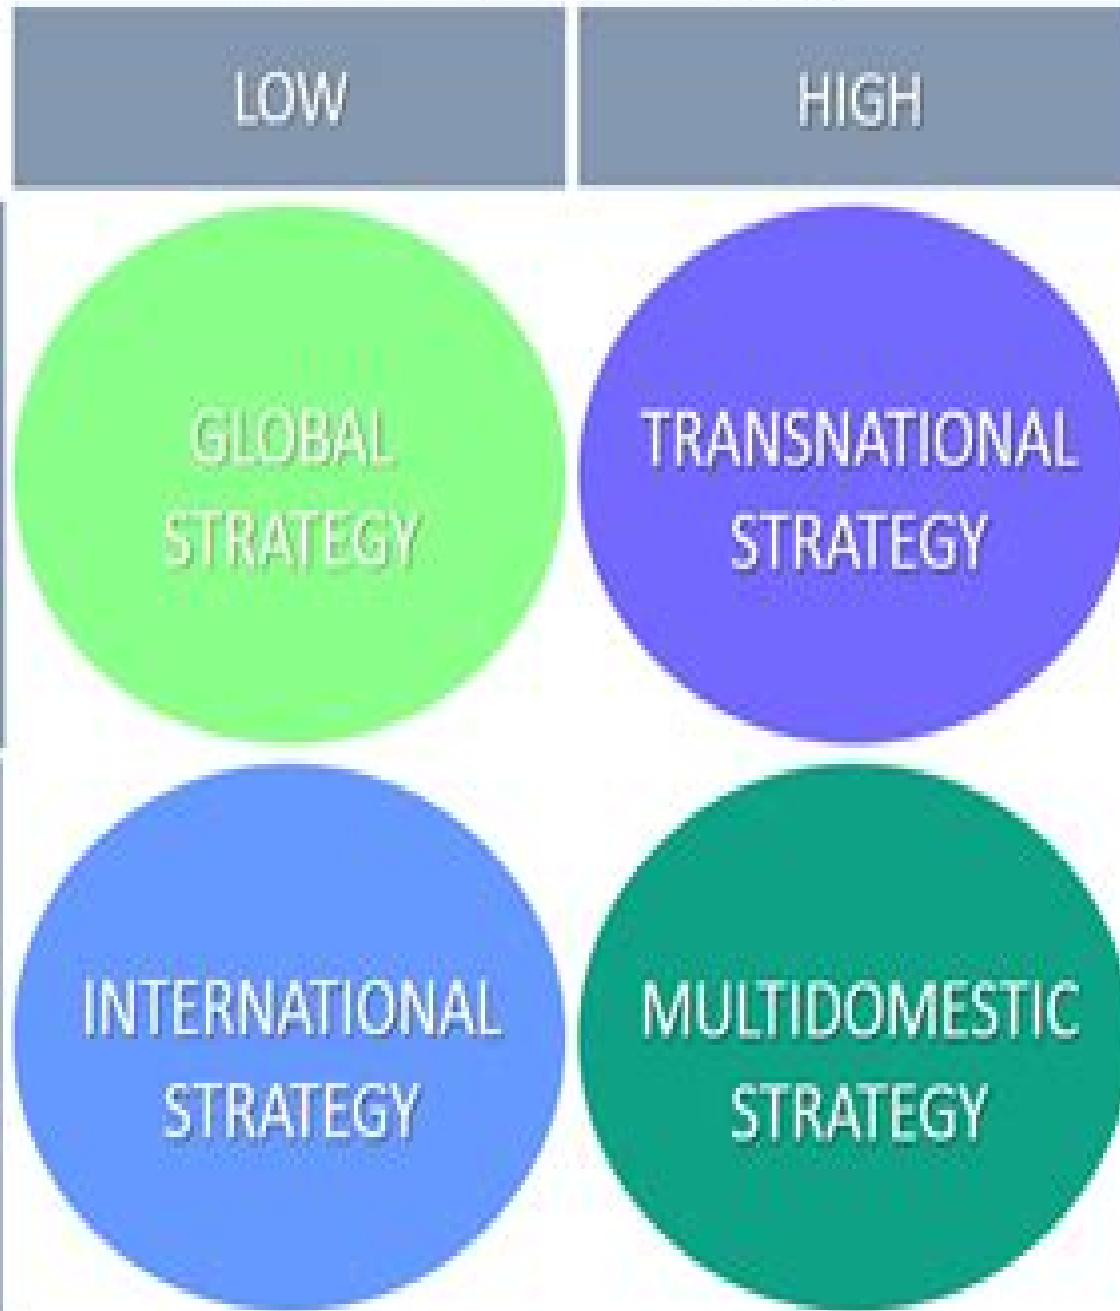 LOW
HIGH
GLOBAL
STRATEGY
TRANSNATIONAL
STRATEGY
INTERNATIONAL
STRATEGY
MULTIDOMESTIC
STRATEGY